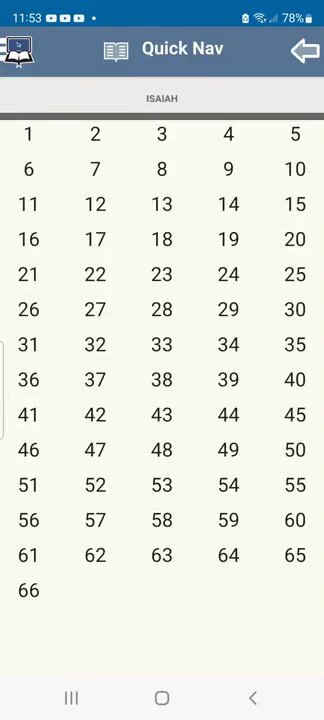 11:53 78%
Quick Nav
ISAIAH
1 2 3 4 5
6 7 8 9 10
11 12 13 14 15
16 17 18 19 20
21 22 23 24 25
26 27 28 29 30
31 32 33 34 35
36 37 38 39 40
41 42 43 44 45
46 47 48 49 50
51 52 53 54 55
56 57 58 59 60
61 62 63 64 65
66